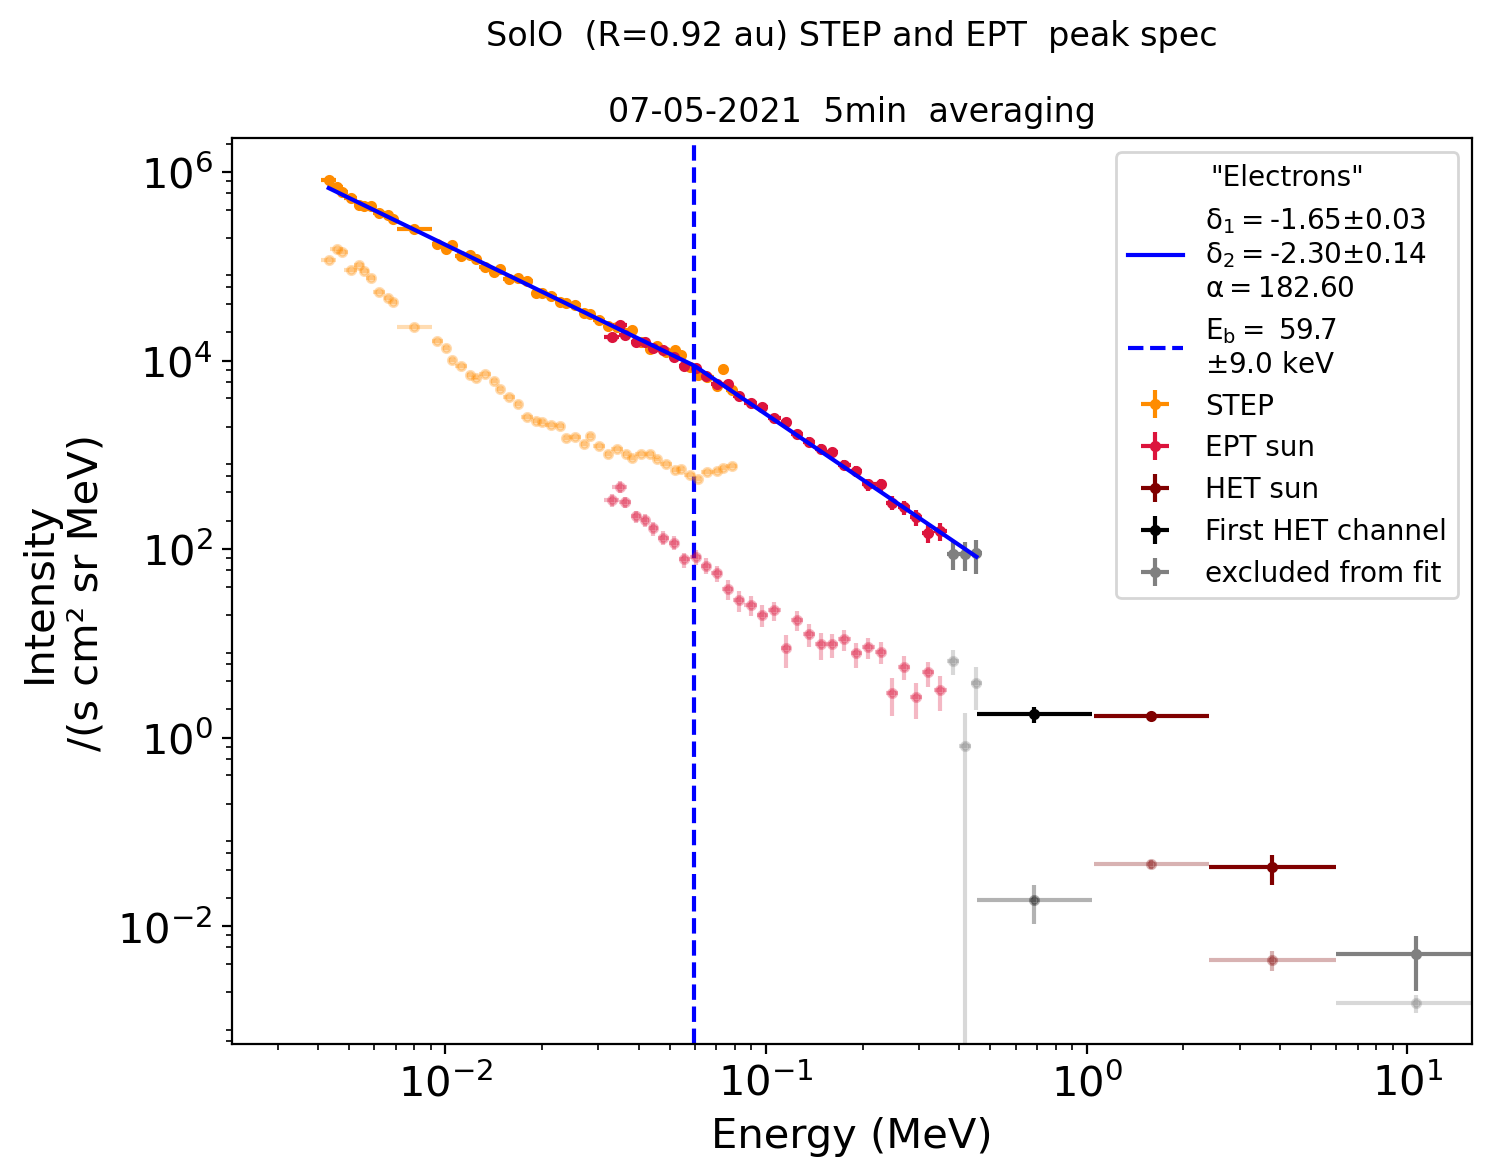 SolO  (R=0.92 au) STEP and EPT  peak spec
07-05-2021  5min  averaging
"Electrons"
δ₁ = -1.65±0.03
δ₂ = -2.30±0.14
α = 182.60
E_b = 59.7
±9.0 keV
STEP
EPT sun
HET sun
First HET channel
excluded from fit
10⁶
10⁴
10²
10⁰
10⁻²
Intensity
/(s cm² sr MeV)
10⁻²
10⁻¹
10⁰
10¹
Energy (MeV)